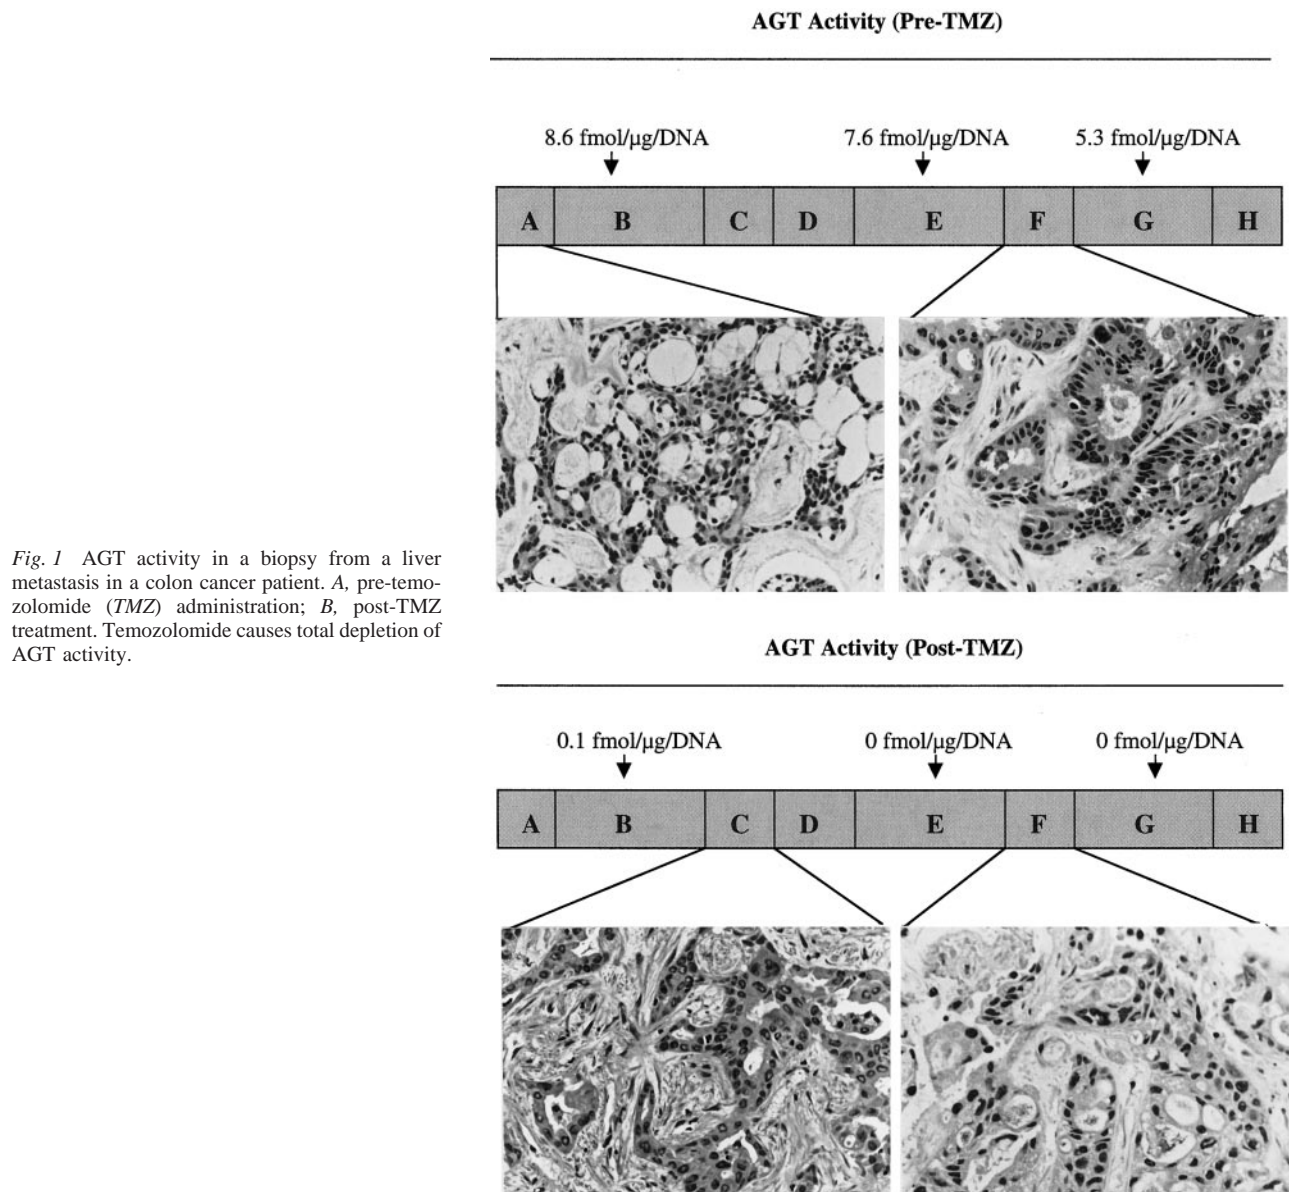 AGT Activity (Pre-TMZ)
8.6 fmol/µg/DNA 7.6 fmol/µg/DNA 5.3 fmol/µg/DNA
A B C D E F G H
Fig. 1 AGT activity in a biopsy from a liver
metastasis in a colon cancer patient. A, pre-temo-
zolomide (TMZ) administration; B, post-TMZ
treatment. Temozolomide causes total depletion of
AGT activity.
AGT Activity (Post-TMZ)
0.1 fmol/µg/DNA 0 fmol/µg/DNA 0 fmol/µg/DNA
A B C D E F G H